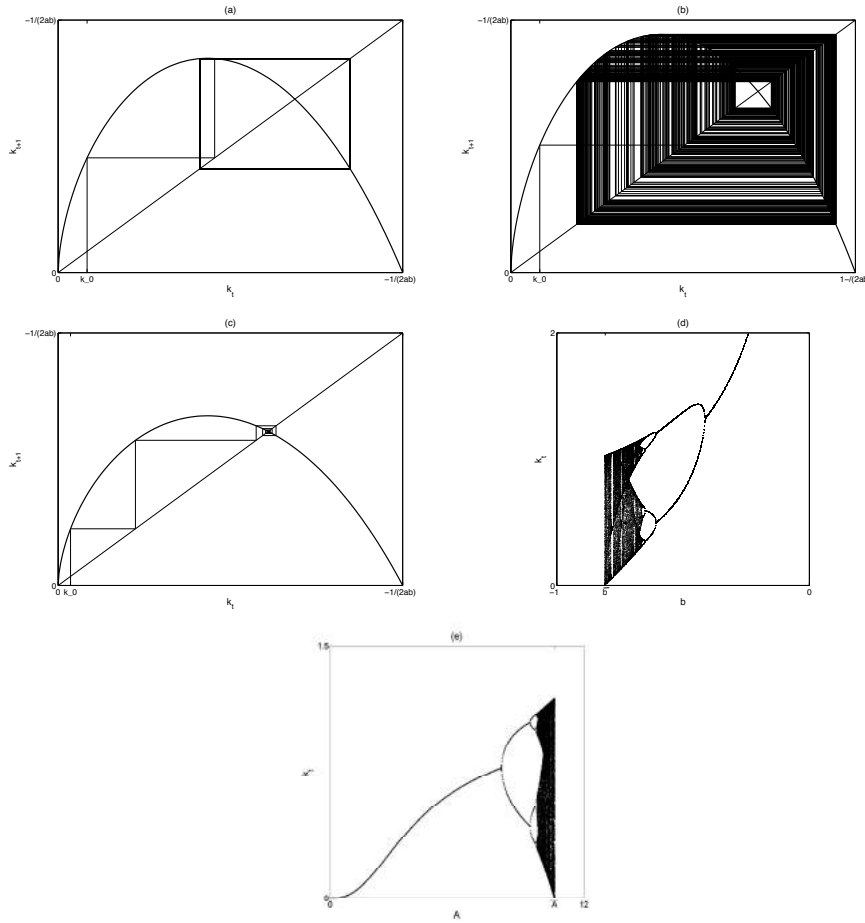 (a)
−1/(2ab)
k_{t+1}
0
0 k_0 −1/(2ab)
k_t
(b)
−1/(2ab)
k_{t+1}
0
0 k_0 1−/(2al
k_t
(c)
−1/(2ab)
k_{t+1}
0
0 k_0 −1/(2ab)
k_t
(d)
2
k_t
0
−1 b̅ 0
b
(e)
1.5
k_t
0
0 A̅ 12
A